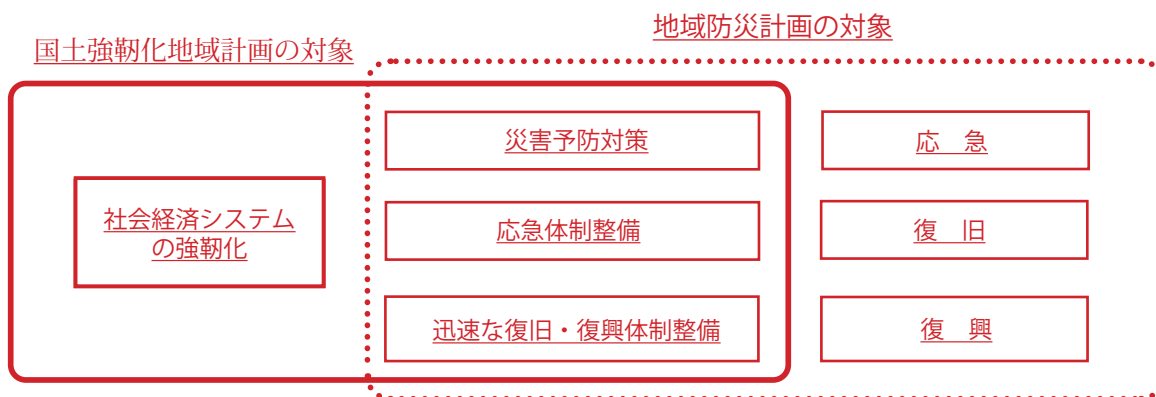 地域防災計画の対象
国土強靭化地域計画の対象
災害予防対策
応　急
社会経済システム
の強靭化
応急体制整備
復　旧
迅速な復旧・復興体制整備
復　興